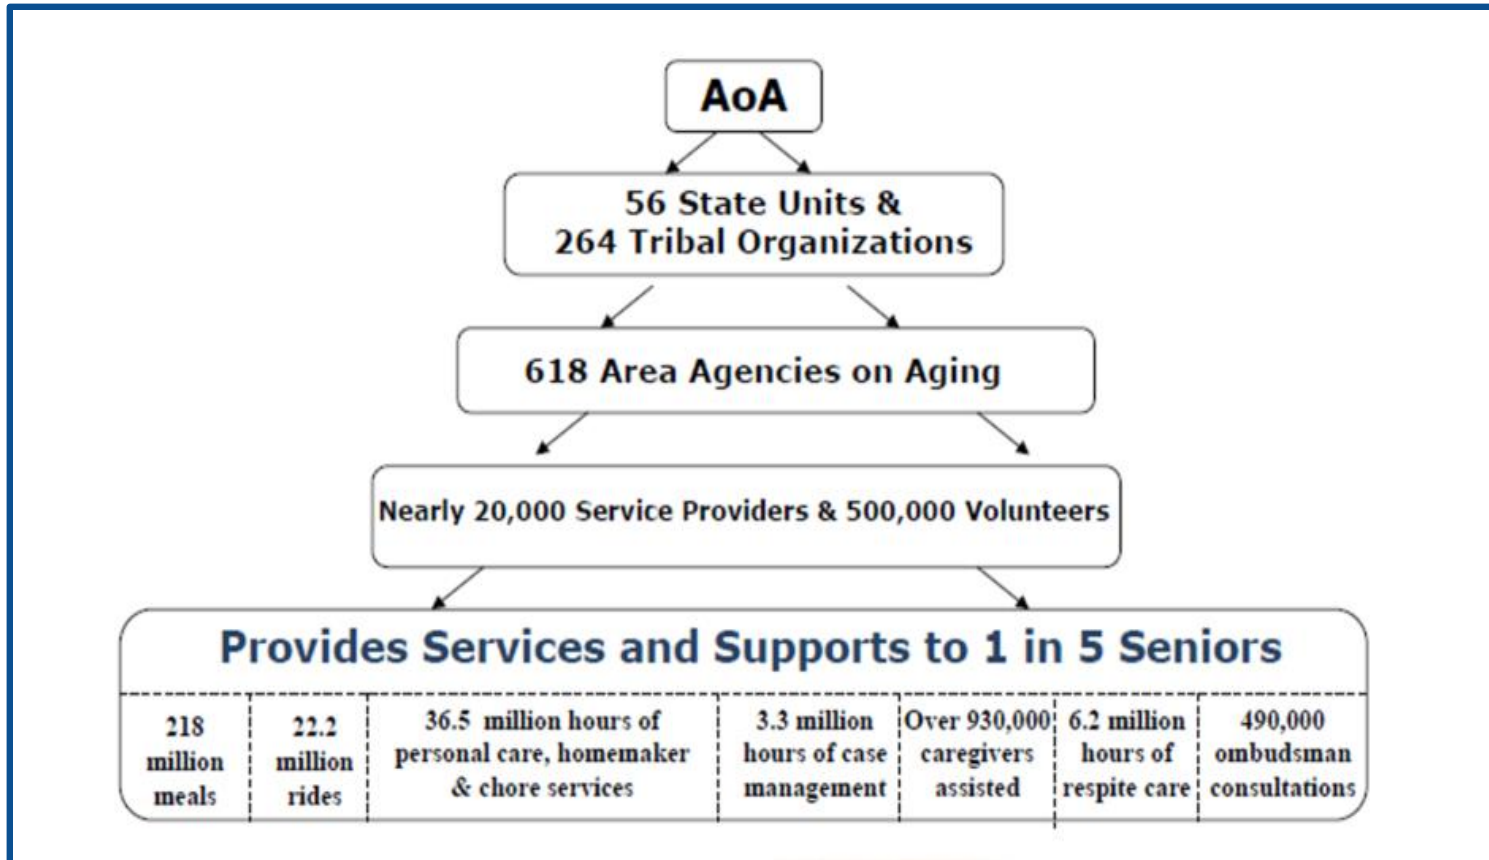 AoA
56 State Units &
264 Tribal Organizations
618 Area Agencies on Aging
Nearly 20,000 Service Providers & 500,000 Volunteers
Provides Services and Supports to 1 in 5 Seniors
218
million
meals
22.2
million
rides
36.5 million hours of
personal care, homemaker
& chore services
3.3 million
hours of case
management
Over 930,000
caregivers
assisted
6.2 million
hours of
respite care
490,000
ombudsman
consultations